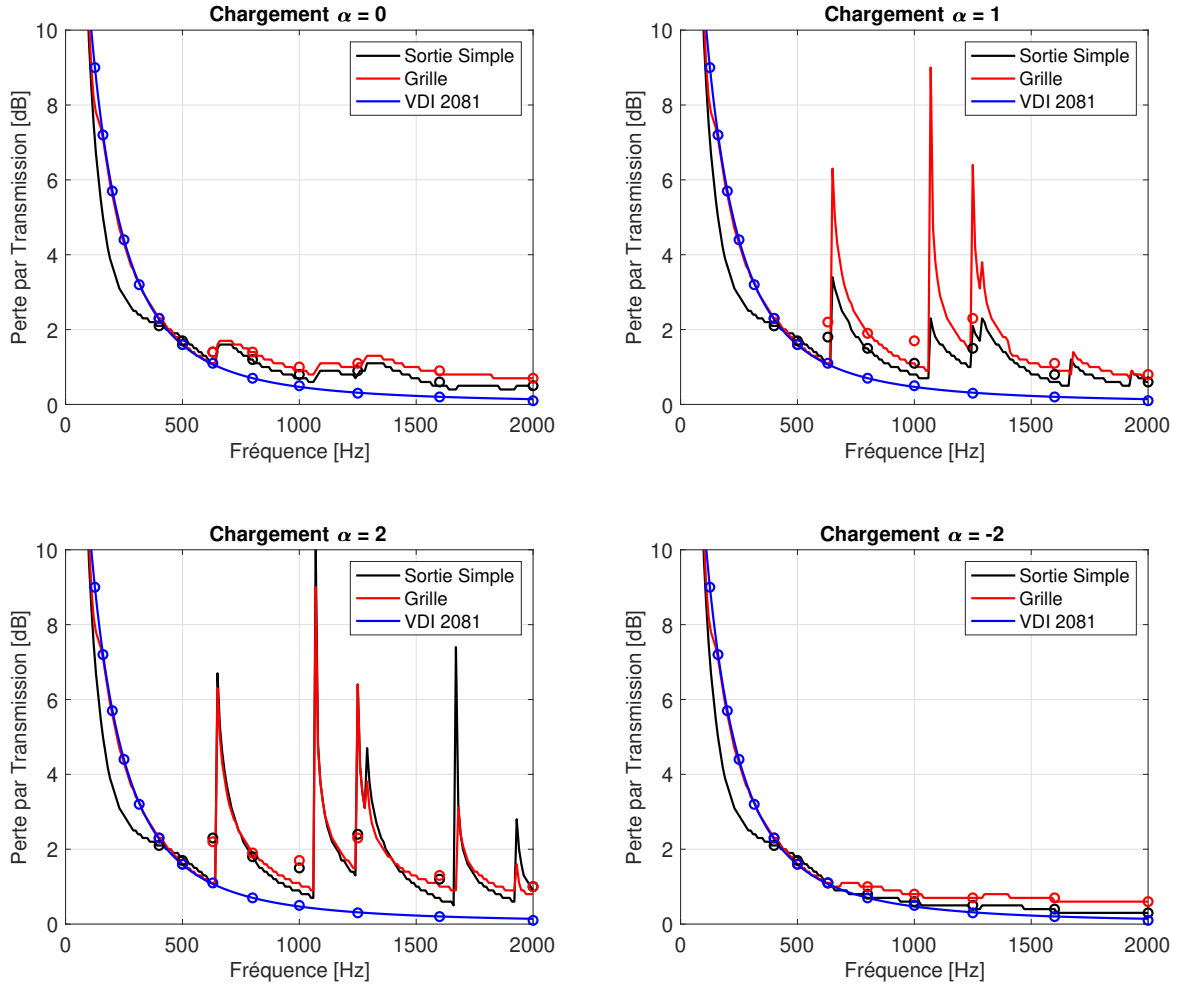 Chargement α = 0
Perte par Transmission [dB]
10
8
6
4
2
0
0 500 1000 1500 2000
Fréquence [Hz]
Sortie Simple
Grille
VDI 2081
Chargement α = 1
Perte par Transmission [dB]
10
8
6
4
2
0
0 500 1000 1500 2000
Fréquence [Hz]
Sortie Simple
Grille
VDI 2081
Chargement α = 2
Perte par Transmission [dB]
10
8
6
4
2
0
0 500 1000 1500 2000
Fréquence [Hz]
Sortie Simple
Grille
VDI 2081
Chargement α = -2
Perte par Transmission [dB]
10
8
6
4
2
0
0 500 1000 1500 2000
Fréquence [Hz]
Sortie Simple
Grille
VDI 2081